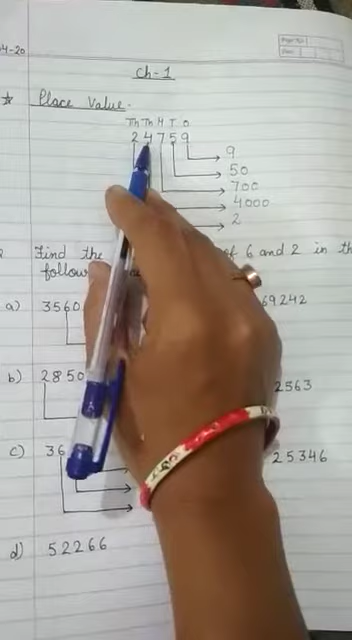 04-20
Ch-1
Place Value.
Th Th H T O
2 4 7 5 9
9
50
700
4000
2
Find the of 6 and 2 in the
follow
a) 3560
69242
b) 2850
2563
c) 36
25346
d) 52266